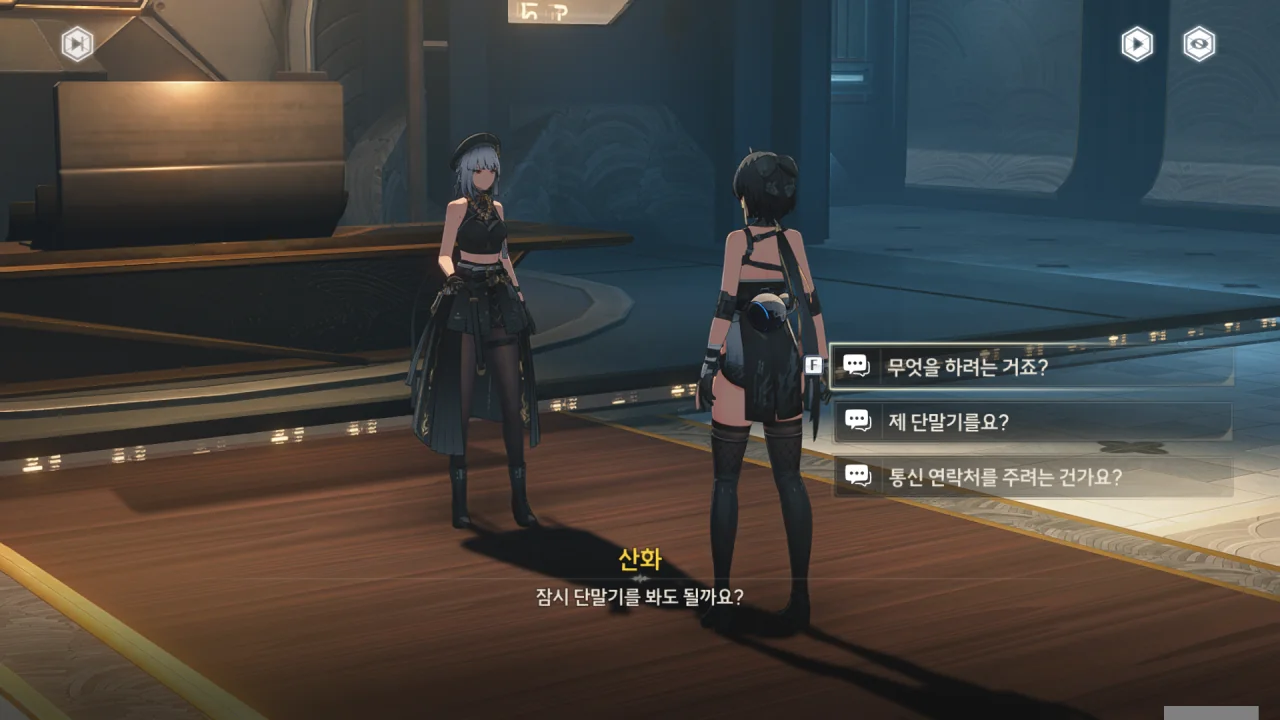 F
무엇을 하려는 거죠?
제 단말기를요?
통신 연락처를 주려는 건가요?
산화
잠시 단말기를 봐도 될까요?